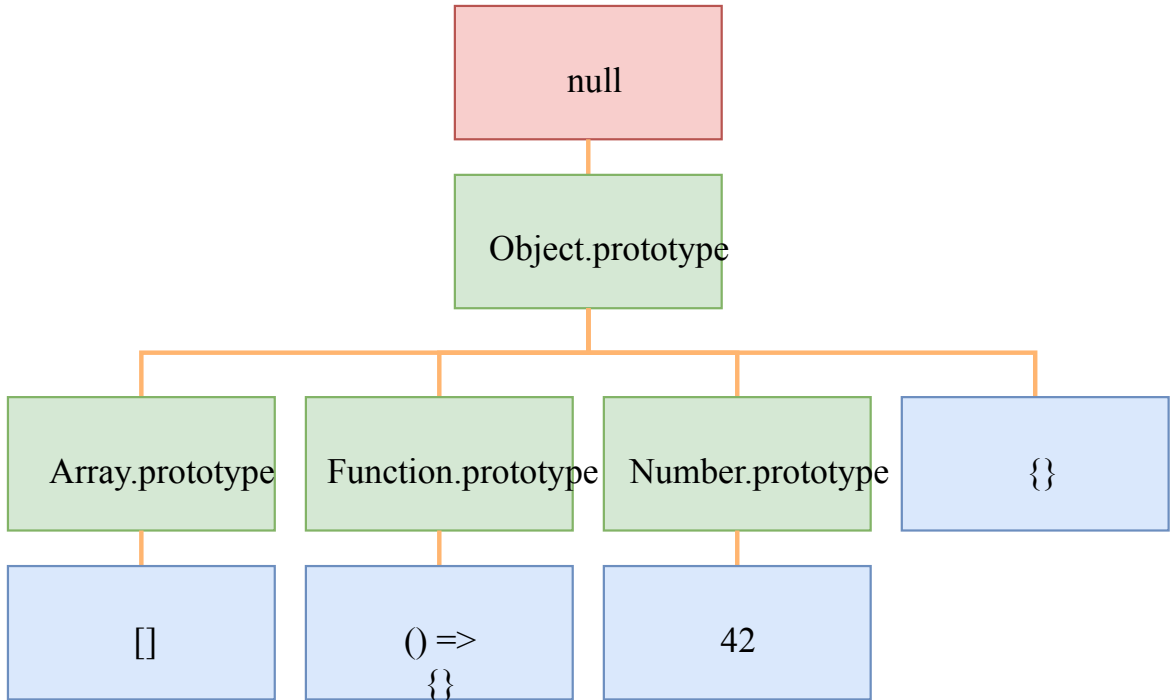 null
Object.prototype
Array.prototype
Function.prototype
Number.prototype
{}
[]
() =>
{}
42